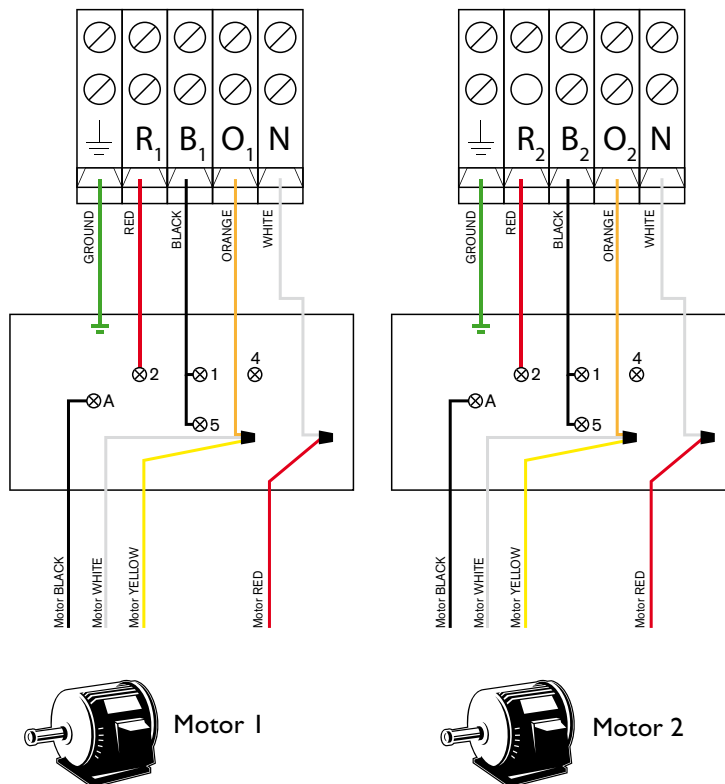 R1 B1 O1 N
R2 B2 O2 N
GROUND RED BLACK ORANGE WHITE
GROUND RED BLACK ORANGE WHITE
4
4
2 1
2 1
A
A
5
5
Motor BLACK Motor WHITE Motor YELLOW Motor RED
Motor BLACK Motor WHITE Motor YELLOW Motor RED
Motor 1
Motor 2